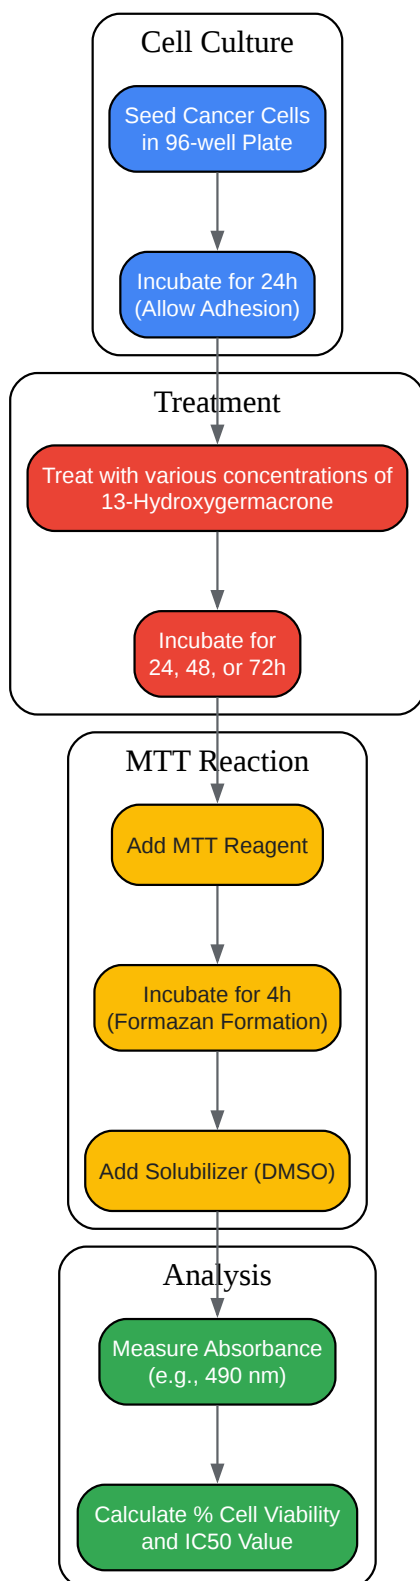 Cell Culture
Seed Cancer Cells
in 96-well Plate
Incubate for 24h
(Allow Adhesion)
Treatment
Treat with various concentrations of
13-Hydroxygermacrone
Incubate for
24, 48, or 72h
MTT Reaction
Add MTT Reagent
Incubate for 4h
(Formazan Formation)
Add Solubilizer (DMSO)
Analysis
Measure Absorbance
(e.g., 490 nm)
Calculate % Cell Viability
and IC50 Value